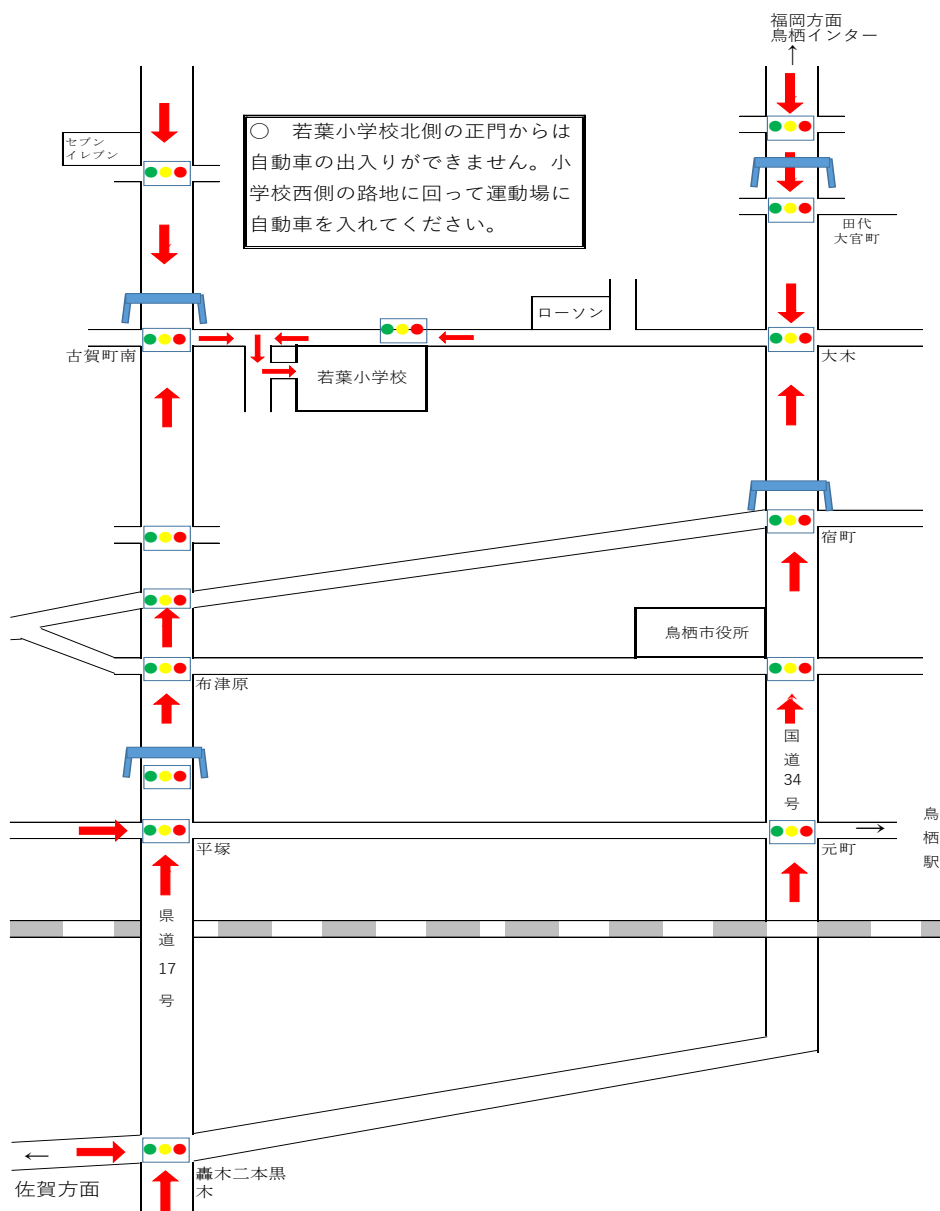 福岡方面
鳥栖インター
↑
セブン
イレブン
○　若葉小学校北側の正門からは
自動車の出入りができません。小
学校西側の路地に回って運動場に
自動車を入れてください。
田代
大官町
ローソン
古賀町南
若葉小学校
大木
宿町
鳥栖市役所
布津原
国道34号
平塚
元町
→
鳥栖駅
県道17号
←
佐賀方面
轟木二本黒
木